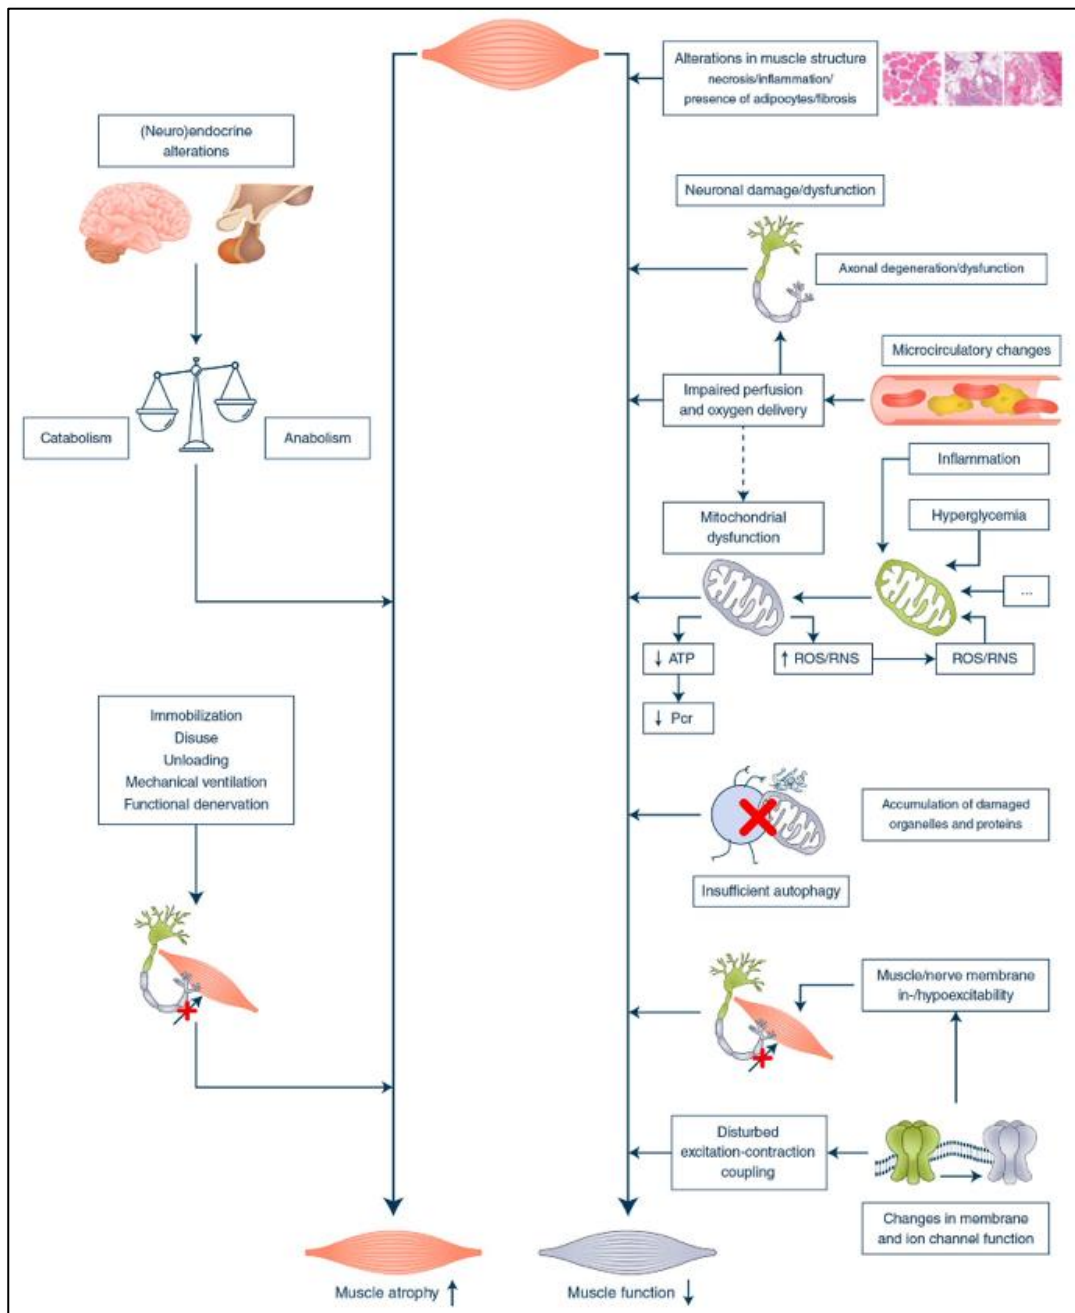 Alterations in muscle structure
necrosis/inflammation/
presence of adipocytes/fibrosis
(Neuro)endocrine
alterations
Neuronal damage/dysfunction
Axonal degeneration/dysfunction
Microcirculatory changes
Impaired perfusion
and oxygen delivery
Catabolism
Anabolism
Inflammation
Mitochondrial
dysfunction
Hyperglycemia
...
↓ ATP
↑ ROS/RNS
ROS/RNS
↓ Pcr
Immobilization
Disuse
Unloading
Mechanical ventilation
Functional denervation
Accumulation of damaged
organelles and proteins
Insufficient autophagy
Muscle/nerve membrane
in-/hypoexcitability
Disturbed
excitation-contraction
coupling
Changes in membrane
and ion channel function
Muscle atrophy ↑
Muscle function ↓